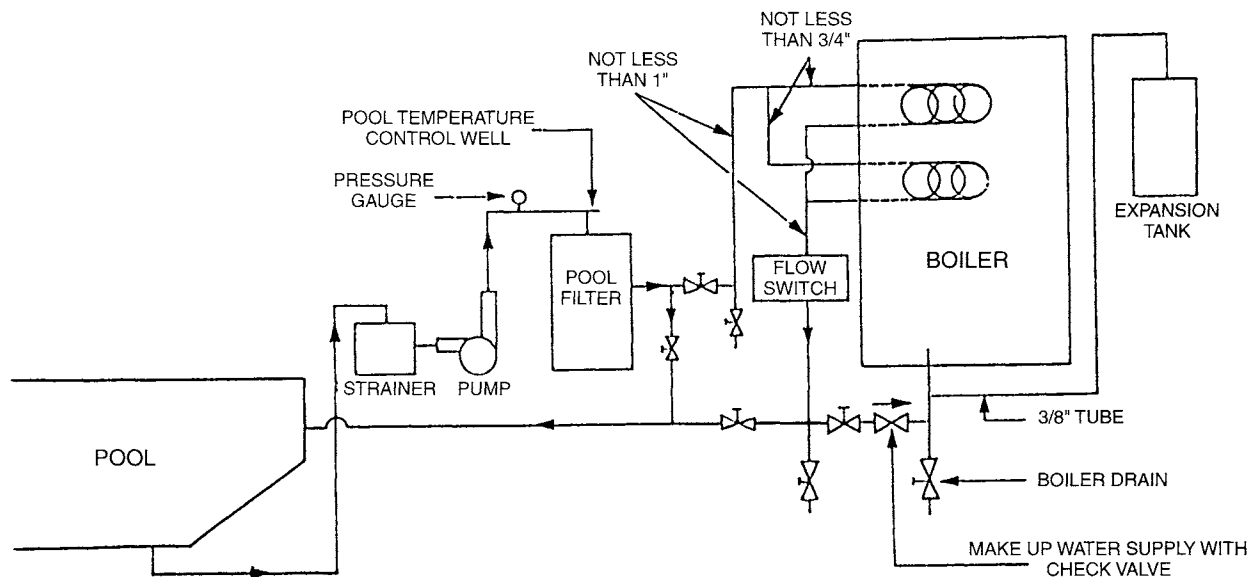 NOT LESS
THAN 3/4"
NOT LESS
THAN 1"
POOL TEMPERATURE
CONTROL WELL
PRESSURE
GAUGE
EXPANSION
TANK
BOILER
POOL
FILTER
FLOW
SWITCH
STRAINER
PUMP
3/8" TUBE
POOL
BOILER DRAIN
MAKE UP WATER SUPPLY WITH
CHECK VALVE